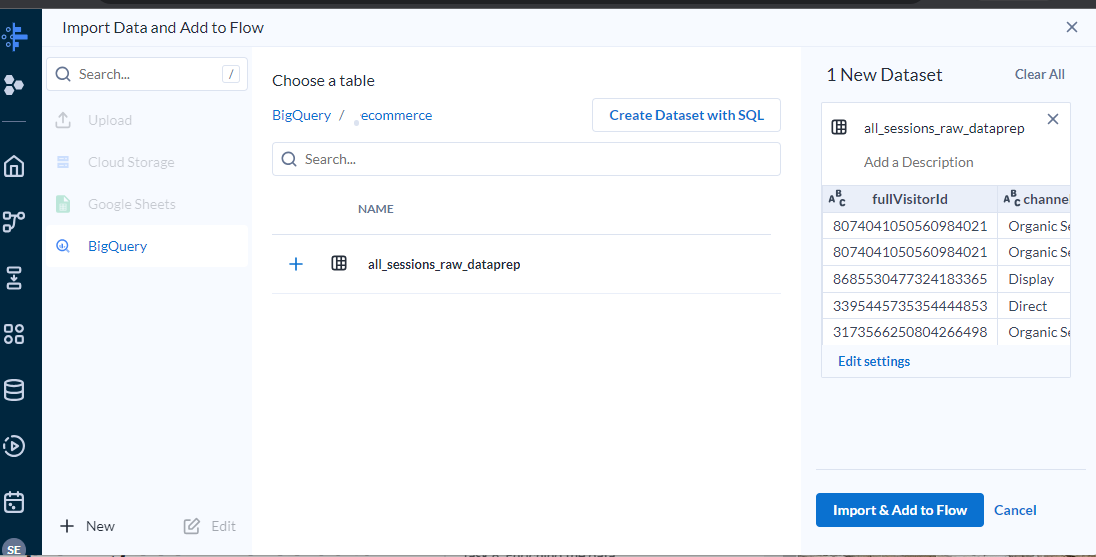 Import Data and Add to Flow
Search... /
Upload
Cloud Storage
Google Sheets
BigQuery
New Edit
SE
Choose a table
BigQuery / ecommerce
Create Dataset with SQL
Search...
NAME
all_sessions_raw_dataprep
1 New Dataset Clear All
all_sessions_raw_dataprep
Add a Description
ABC fullVisitorId ABC channe
8074041050560984021 Organic Se
8074041050560984021 Organic Se
8685530477324183365 Display
3395445735354444853 Direct
3173566250804266498 Organic Se
Edit settings
Import & Add to Flow Cancel